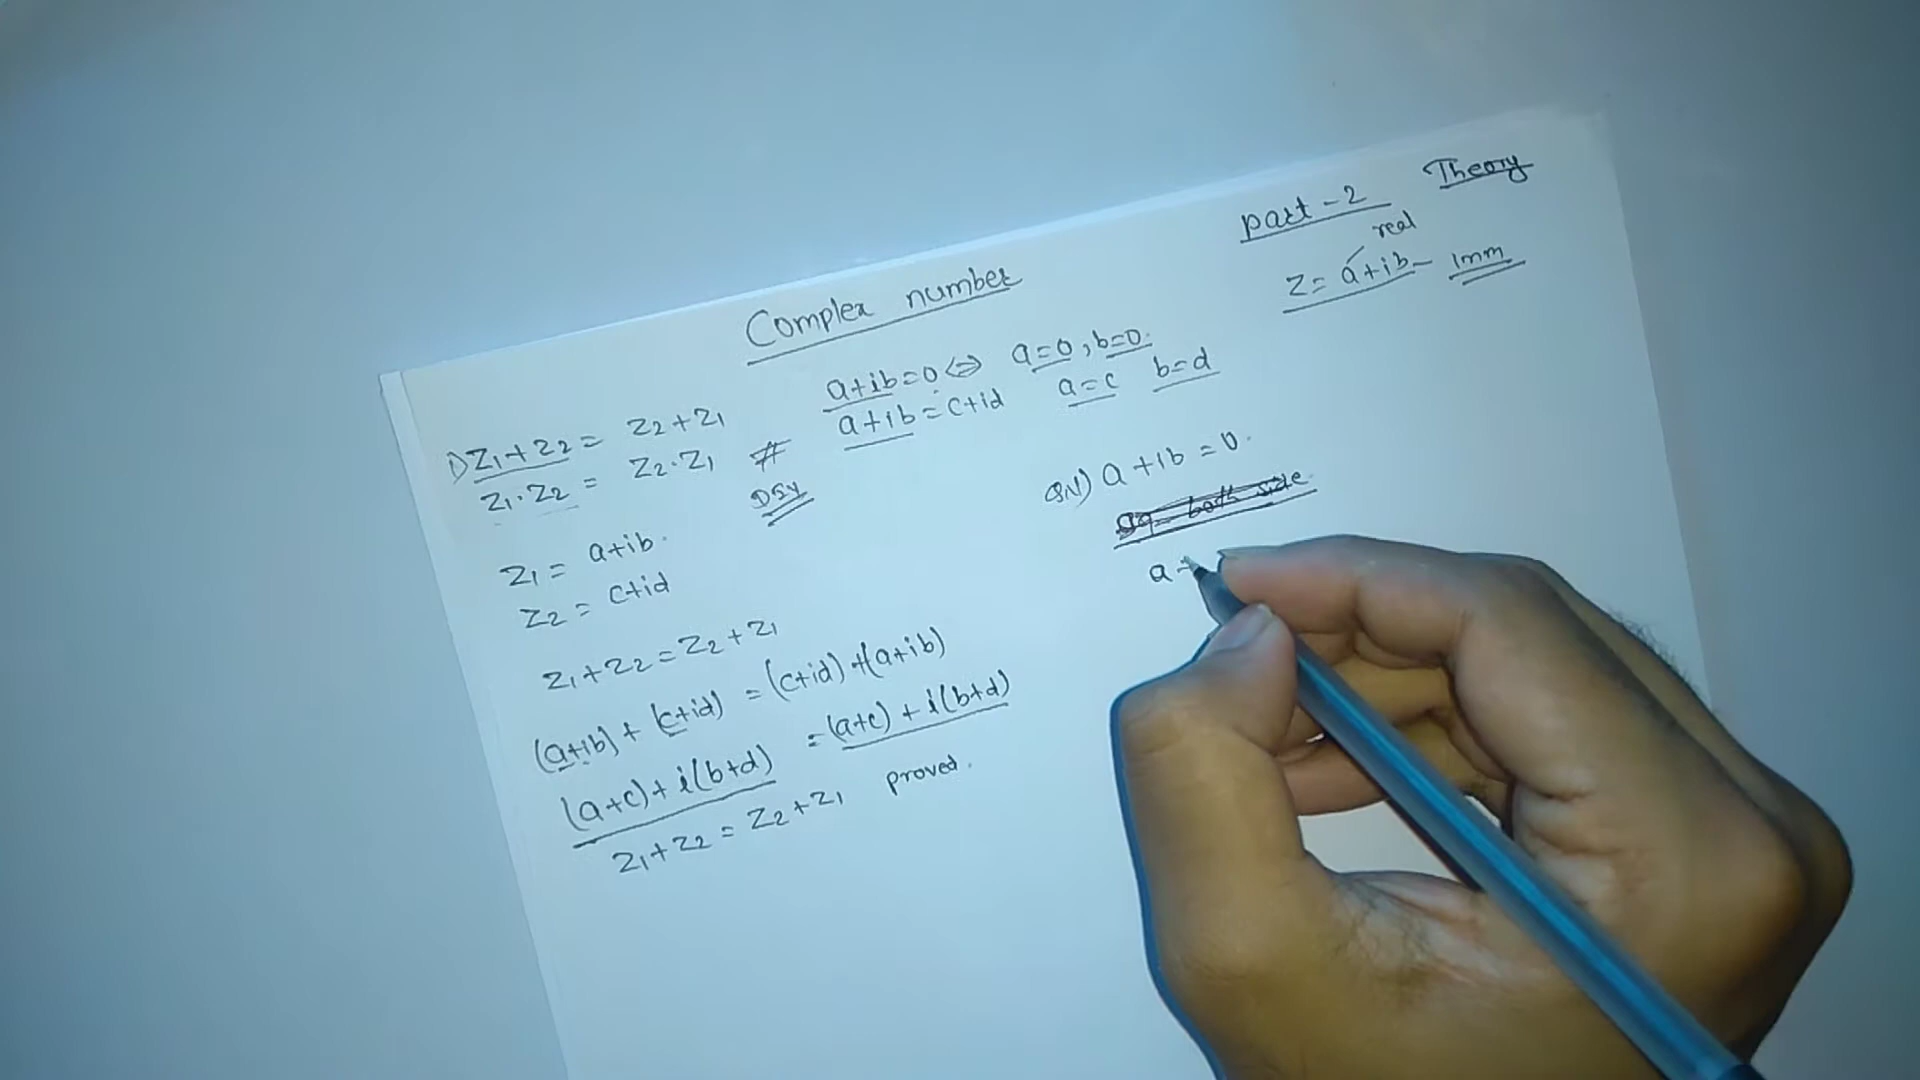 Theory
part - 2
real
Z = a+ib - Imm
Complex number
a+ib=0 ⇔ a=0, b=0.
a+ib = c+id a=c b=d
1) Z1+Z2 = Z2+Z1
Z1.Z2 = Z2.Z1 #
Z1 = a+ib.
Z2 = c+id
Z1+Z2 = Z2+Z1
(a+ib) + (c+id) = (c+id) + (a+ib)
(a+c) + i(b+d) = (a+c) + i(b+d)
Z1+Z2 = Z2+Z1 proved.
a+ib = 0.
both side
a +